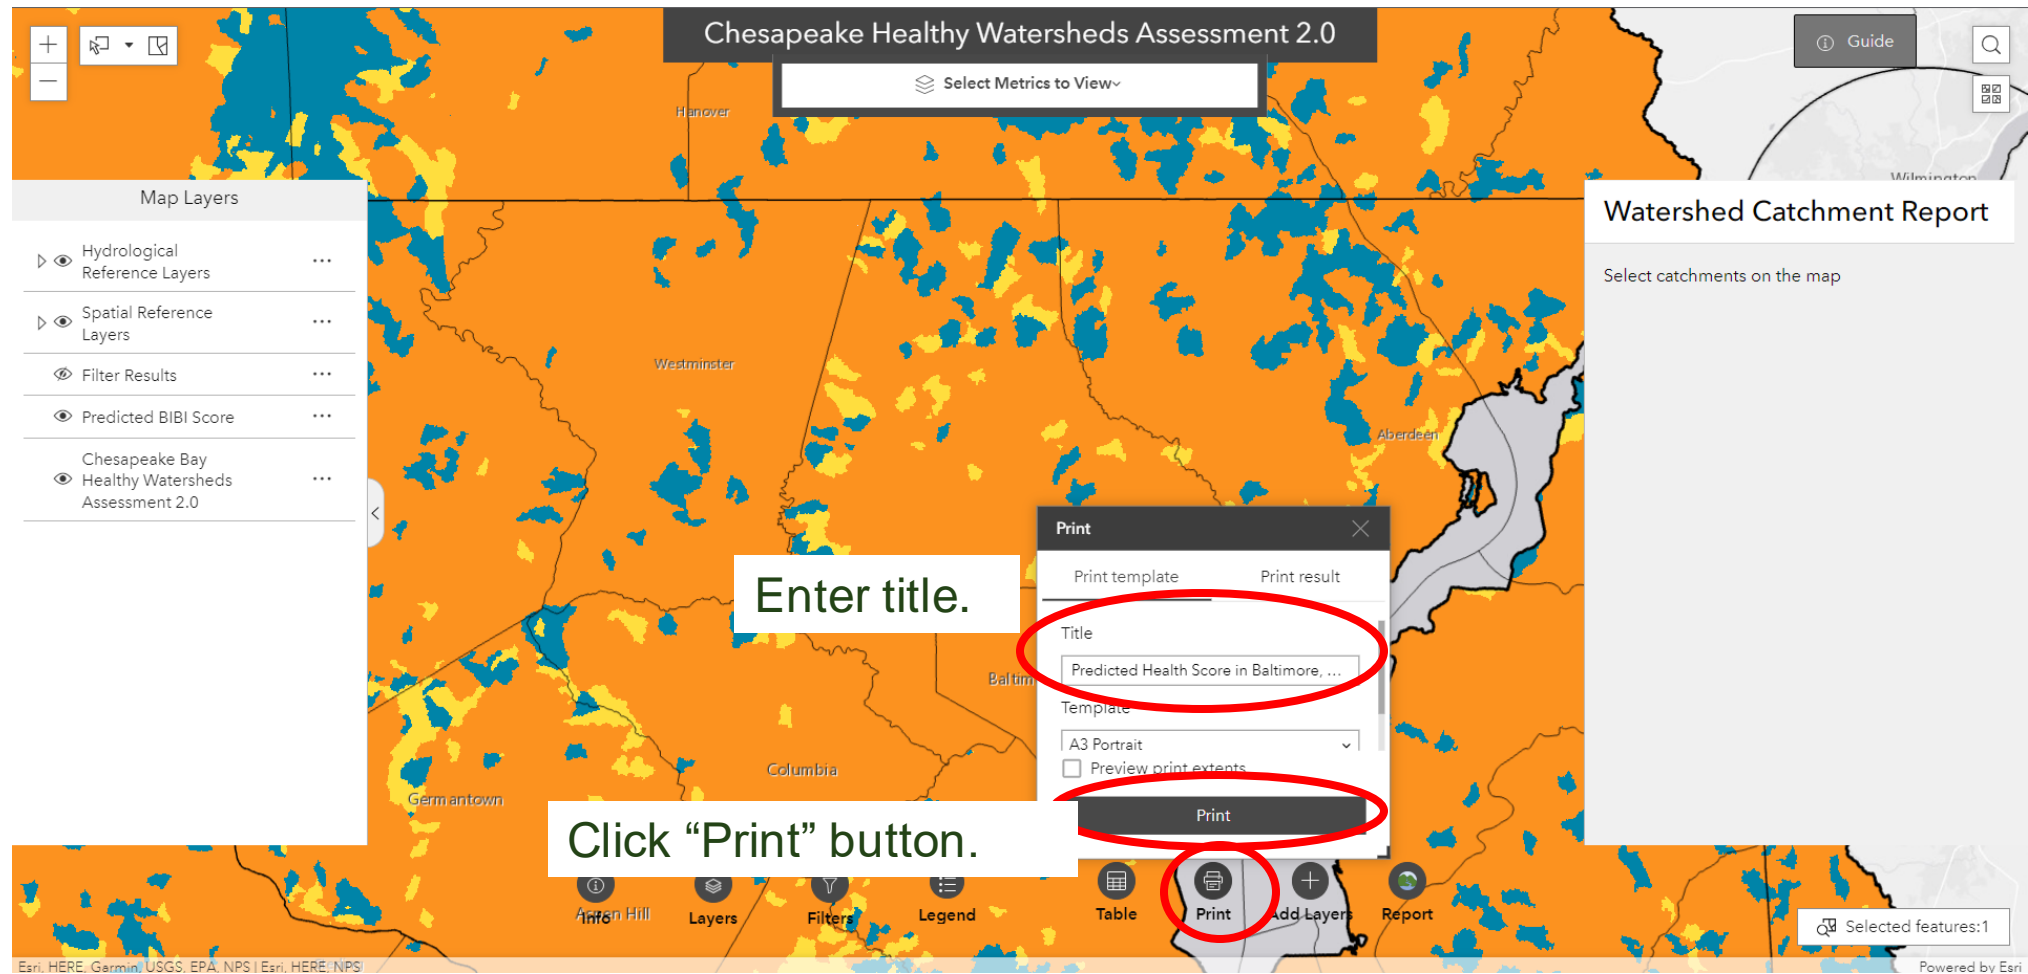 Chesapeake Healthy Watersheds Assessment 2.0
Guide
Select Metrics to View
Hanover
Wilmington
Map Layers
Hydrological
Reference Layers
Spatial Reference
Layers
Filter Results
Predicted BIBI Score
Chesapeake Bay
Healthy Watersheds
Assessment 2.0
Watershed Catchment Report
Select catchments on the map
Westminster
Aberdeen
Print
Print template
Print result
Enter title.
Title
Predicted Health Score in Baltimore, ...
Baltim
Template
A3 Portrait
Preview print extents
Columbia
Germantown
Click “Print” button.
Print
Info
Layers
Filters
Legend
Table
Print
Add Layers
Report
Hill
Selected features:1
Esri, HERE, Garmin, USGS, EPA, NPS | Esri, HERE, NPS
Powered by Esri